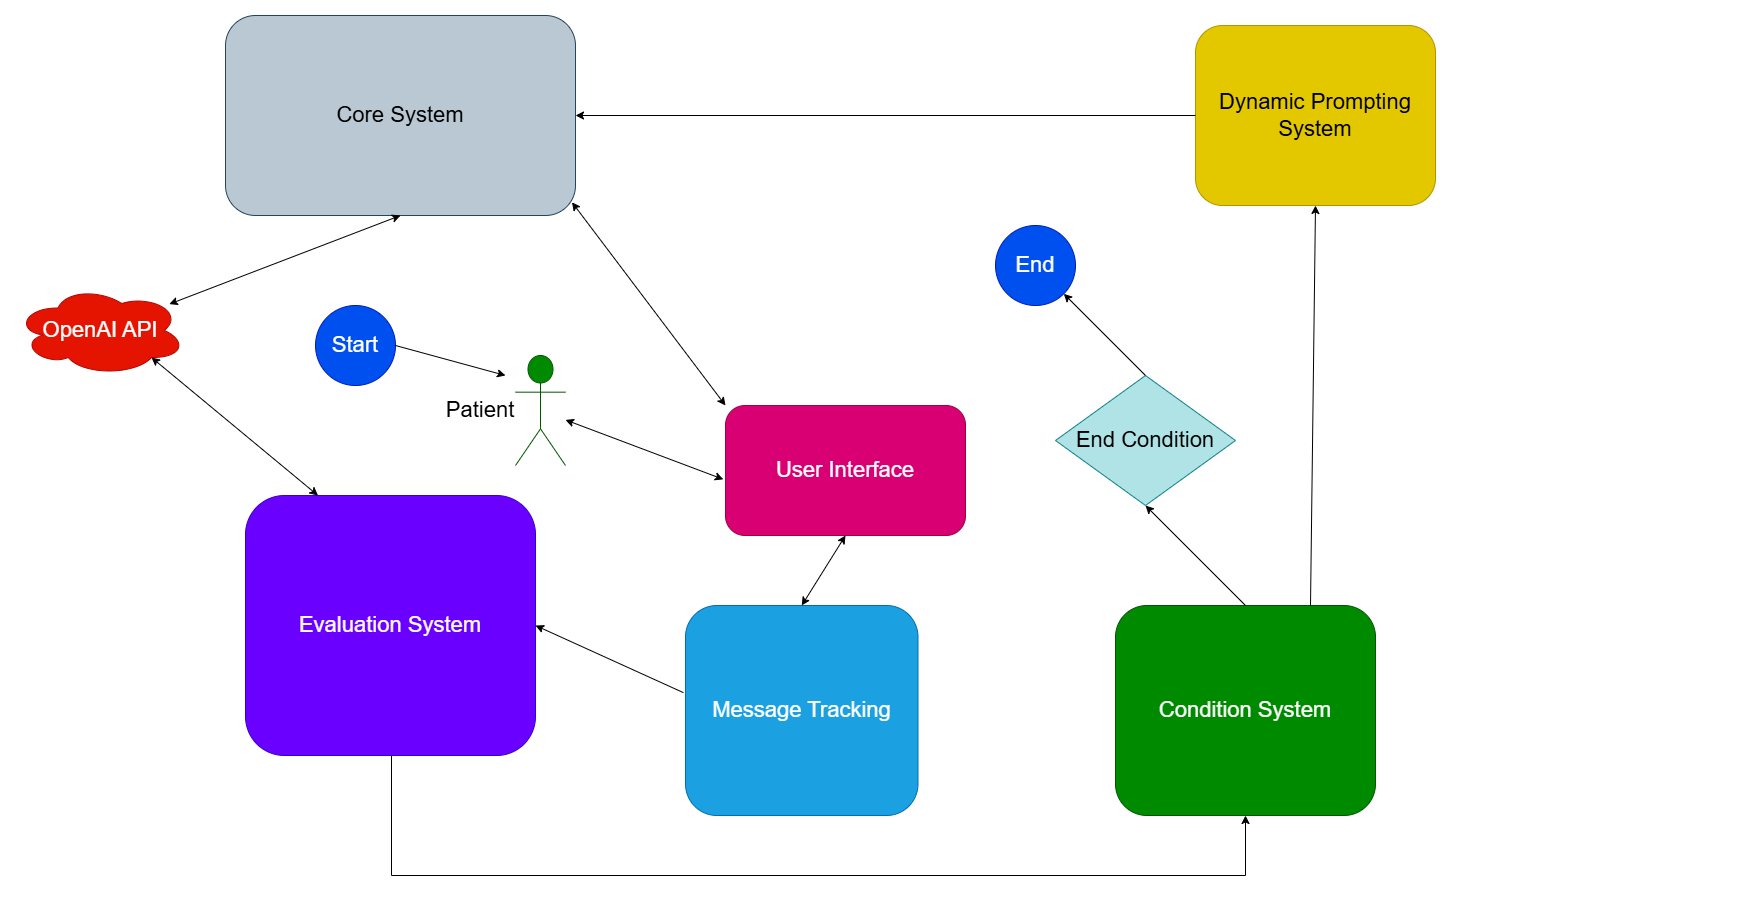 Core System
Dynamic Prompting
System
End
OpenAI API
Start
Patient
End Condition
User Interface
Evaluation System
Message Tracking
Condition System